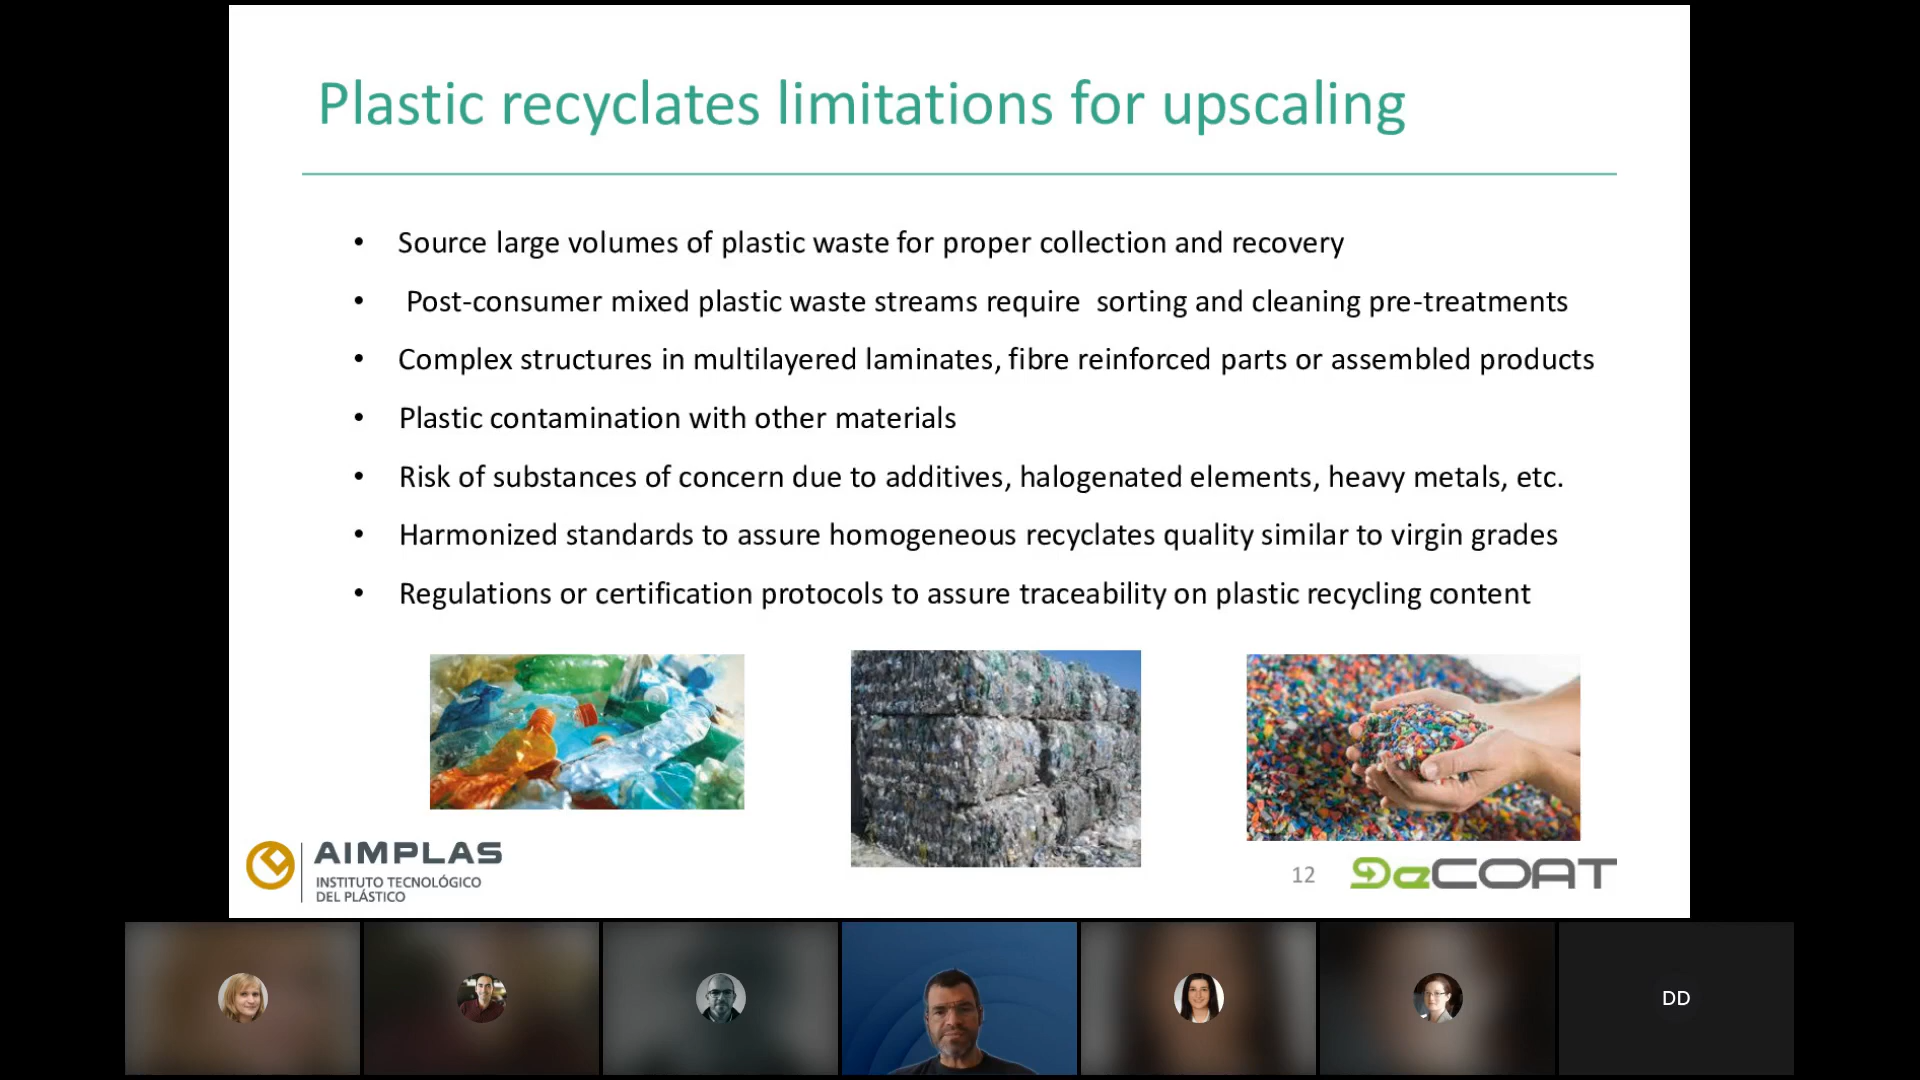 Plastic recyclates limitations for upscaling
• Source large volumes of plastic waste for proper collection and recovery
• Post-consumer mixed plastic waste streams require  sorting and cleaning pre-treatments
• Complex structures in multilayered laminates, fibre reinforced parts or assembled products
• Plastic contamination with other materials
• Risk of substances of concern due to additives, halogenated elements, heavy metals, etc.
• Harmonized standards to assure homogeneous recyclates quality similar to virgin grades
• Regulations or certification protocols to assure traceability on plastic recycling content
AIMPLAS
INSTITUTO TECNOLÓGICO
DEL PLÁSTICO
12
DeCOAT
DD